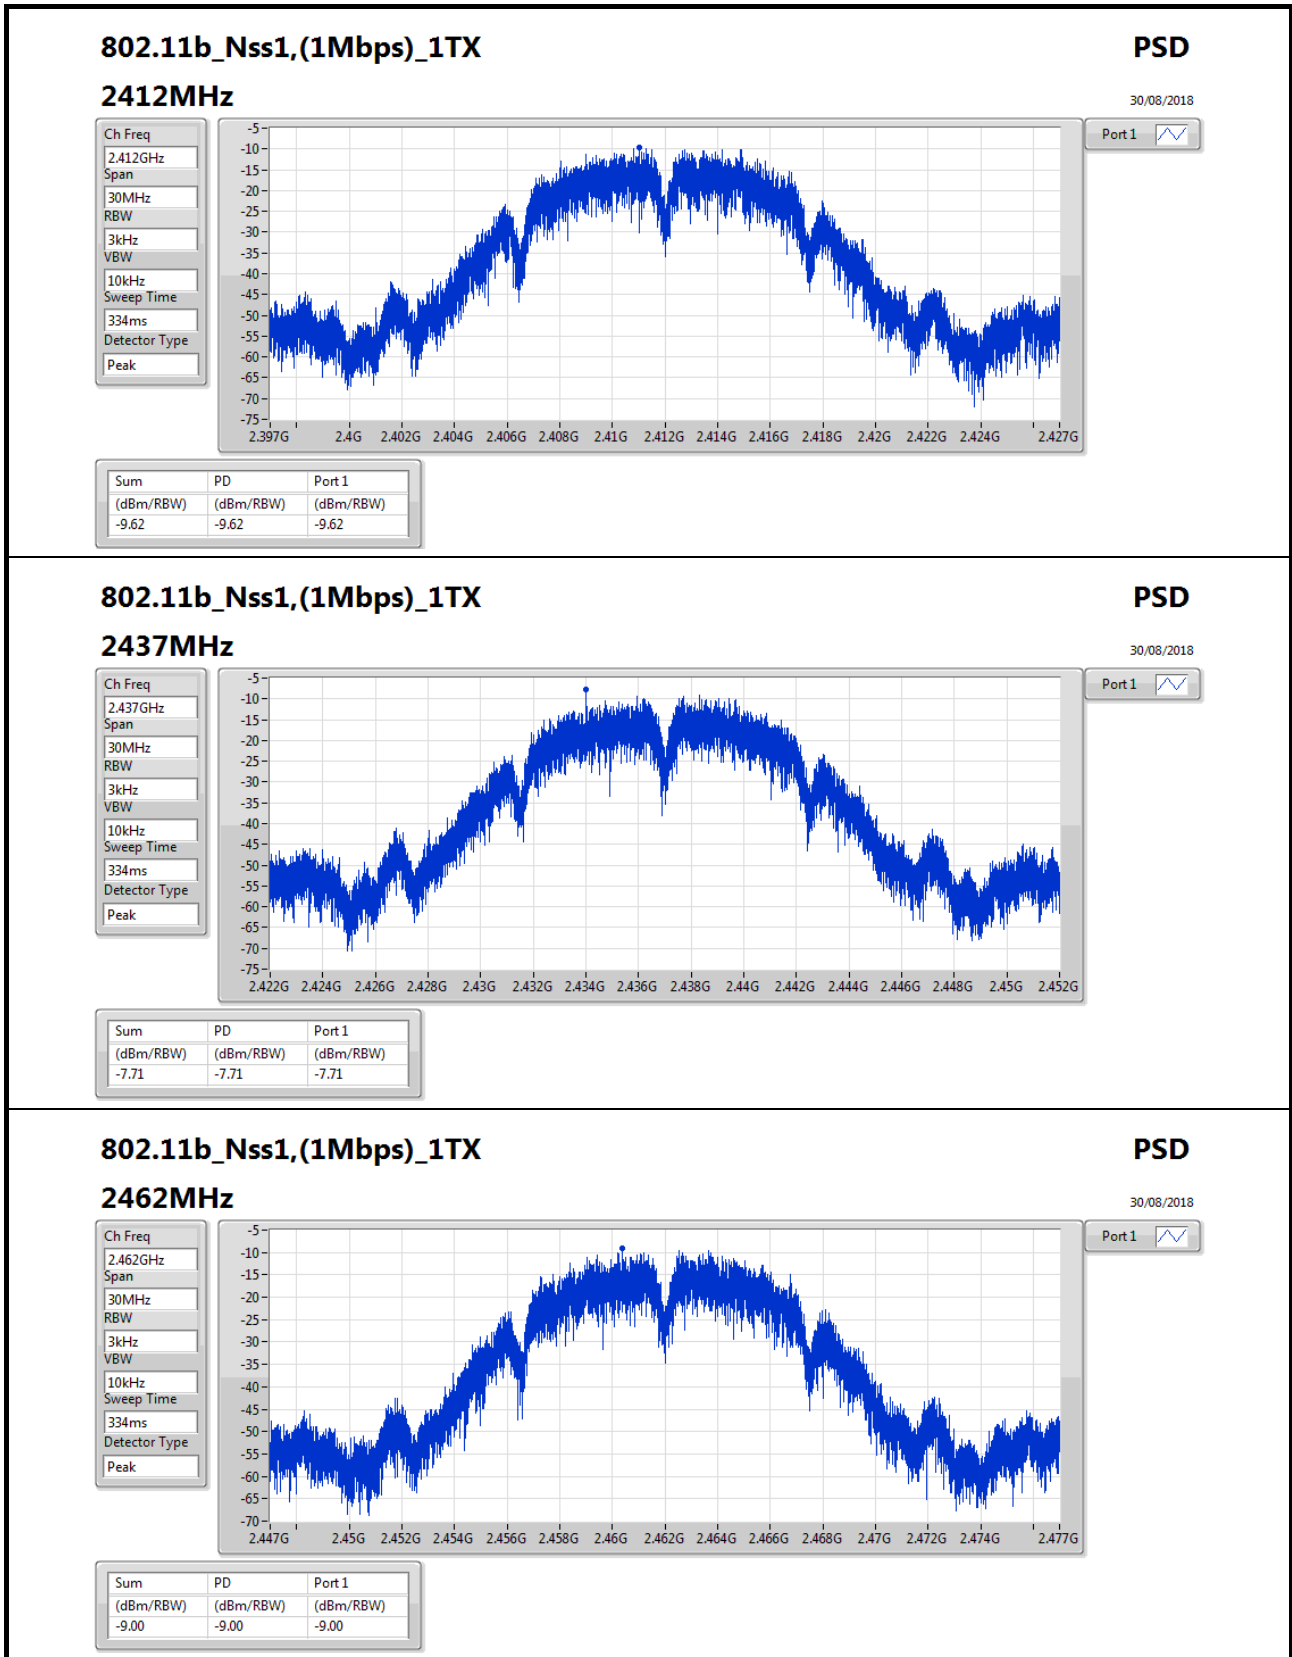 802.11b_Nss1,(1Mbps)_1TX PSD
2412MHz 30/08/2018
Ch Freq
2.412GHz
Span
30MHz
RBW
3kHz
VBW
10kHz
Sweep Time
334ms
Detector Type
Peak
-5
-10
-15
-20
-25
-30
-35
-40
-45
-50
-55
-60
-65
-70
-75
2.397G 2.4G 2.402G 2.404G 2.406G 2.408G 2.41G 2.412G 2.414G 2.416G 2.418G 2.42G 2.422G 2.424G 2.427G
Port 1
Sum PD Port 1
(dBm/RBW) (dBm/RBW) (dBm/RBW)
-9.62 -9.62 -9.62
802.11b_Nss1,(1Mbps)_1TX PSD
2437MHz 30/08/2018
Ch Freq
2.437GHz
Span
30MHz
RBW
3kHz
VBW
10kHz
Sweep Time
334ms
Detector Type
Peak
-5
-10
-15
-20
-25
-30
-35
-40
-45
-50
-55
-60
-65
-70
-75
2.422G 2.424G 2.426G 2.428G 2.43G 2.432G 2.434G 2.436G 2.438G 2.44G 2.442G 2.444G 2.446G 2.448G 2.45G 2.452G
Port 1
Sum PD Port 1
(dBm/RBW) (dBm/RBW) (dBm/RBW)
-7.71 -7.71 -7.71
802.11b_Nss1,(1Mbps)_1TX PSD
2462MHz 30/08/2018
Ch Freq
2.462GHz
Span
30MHz
RBW
3kHz
VBW
10kHz
Sweep Time
334ms
Detector Type
Peak
-5
-10
-15
-20
-25
-30
-35
-40
-45
-50
-55
-60
-65
-70
2.447G 2.45G 2.452G 2.454G 2.456G 2.458G 2.46G 2.462G 2.464G 2.466G 2.468G 2.47G 2.472G 2.474G 2.477G
Port 1
Sum PD Port 1
(dBm/RBW) (dBm/RBW) (dBm/RBW)
-9.00 -9.00 -9.00